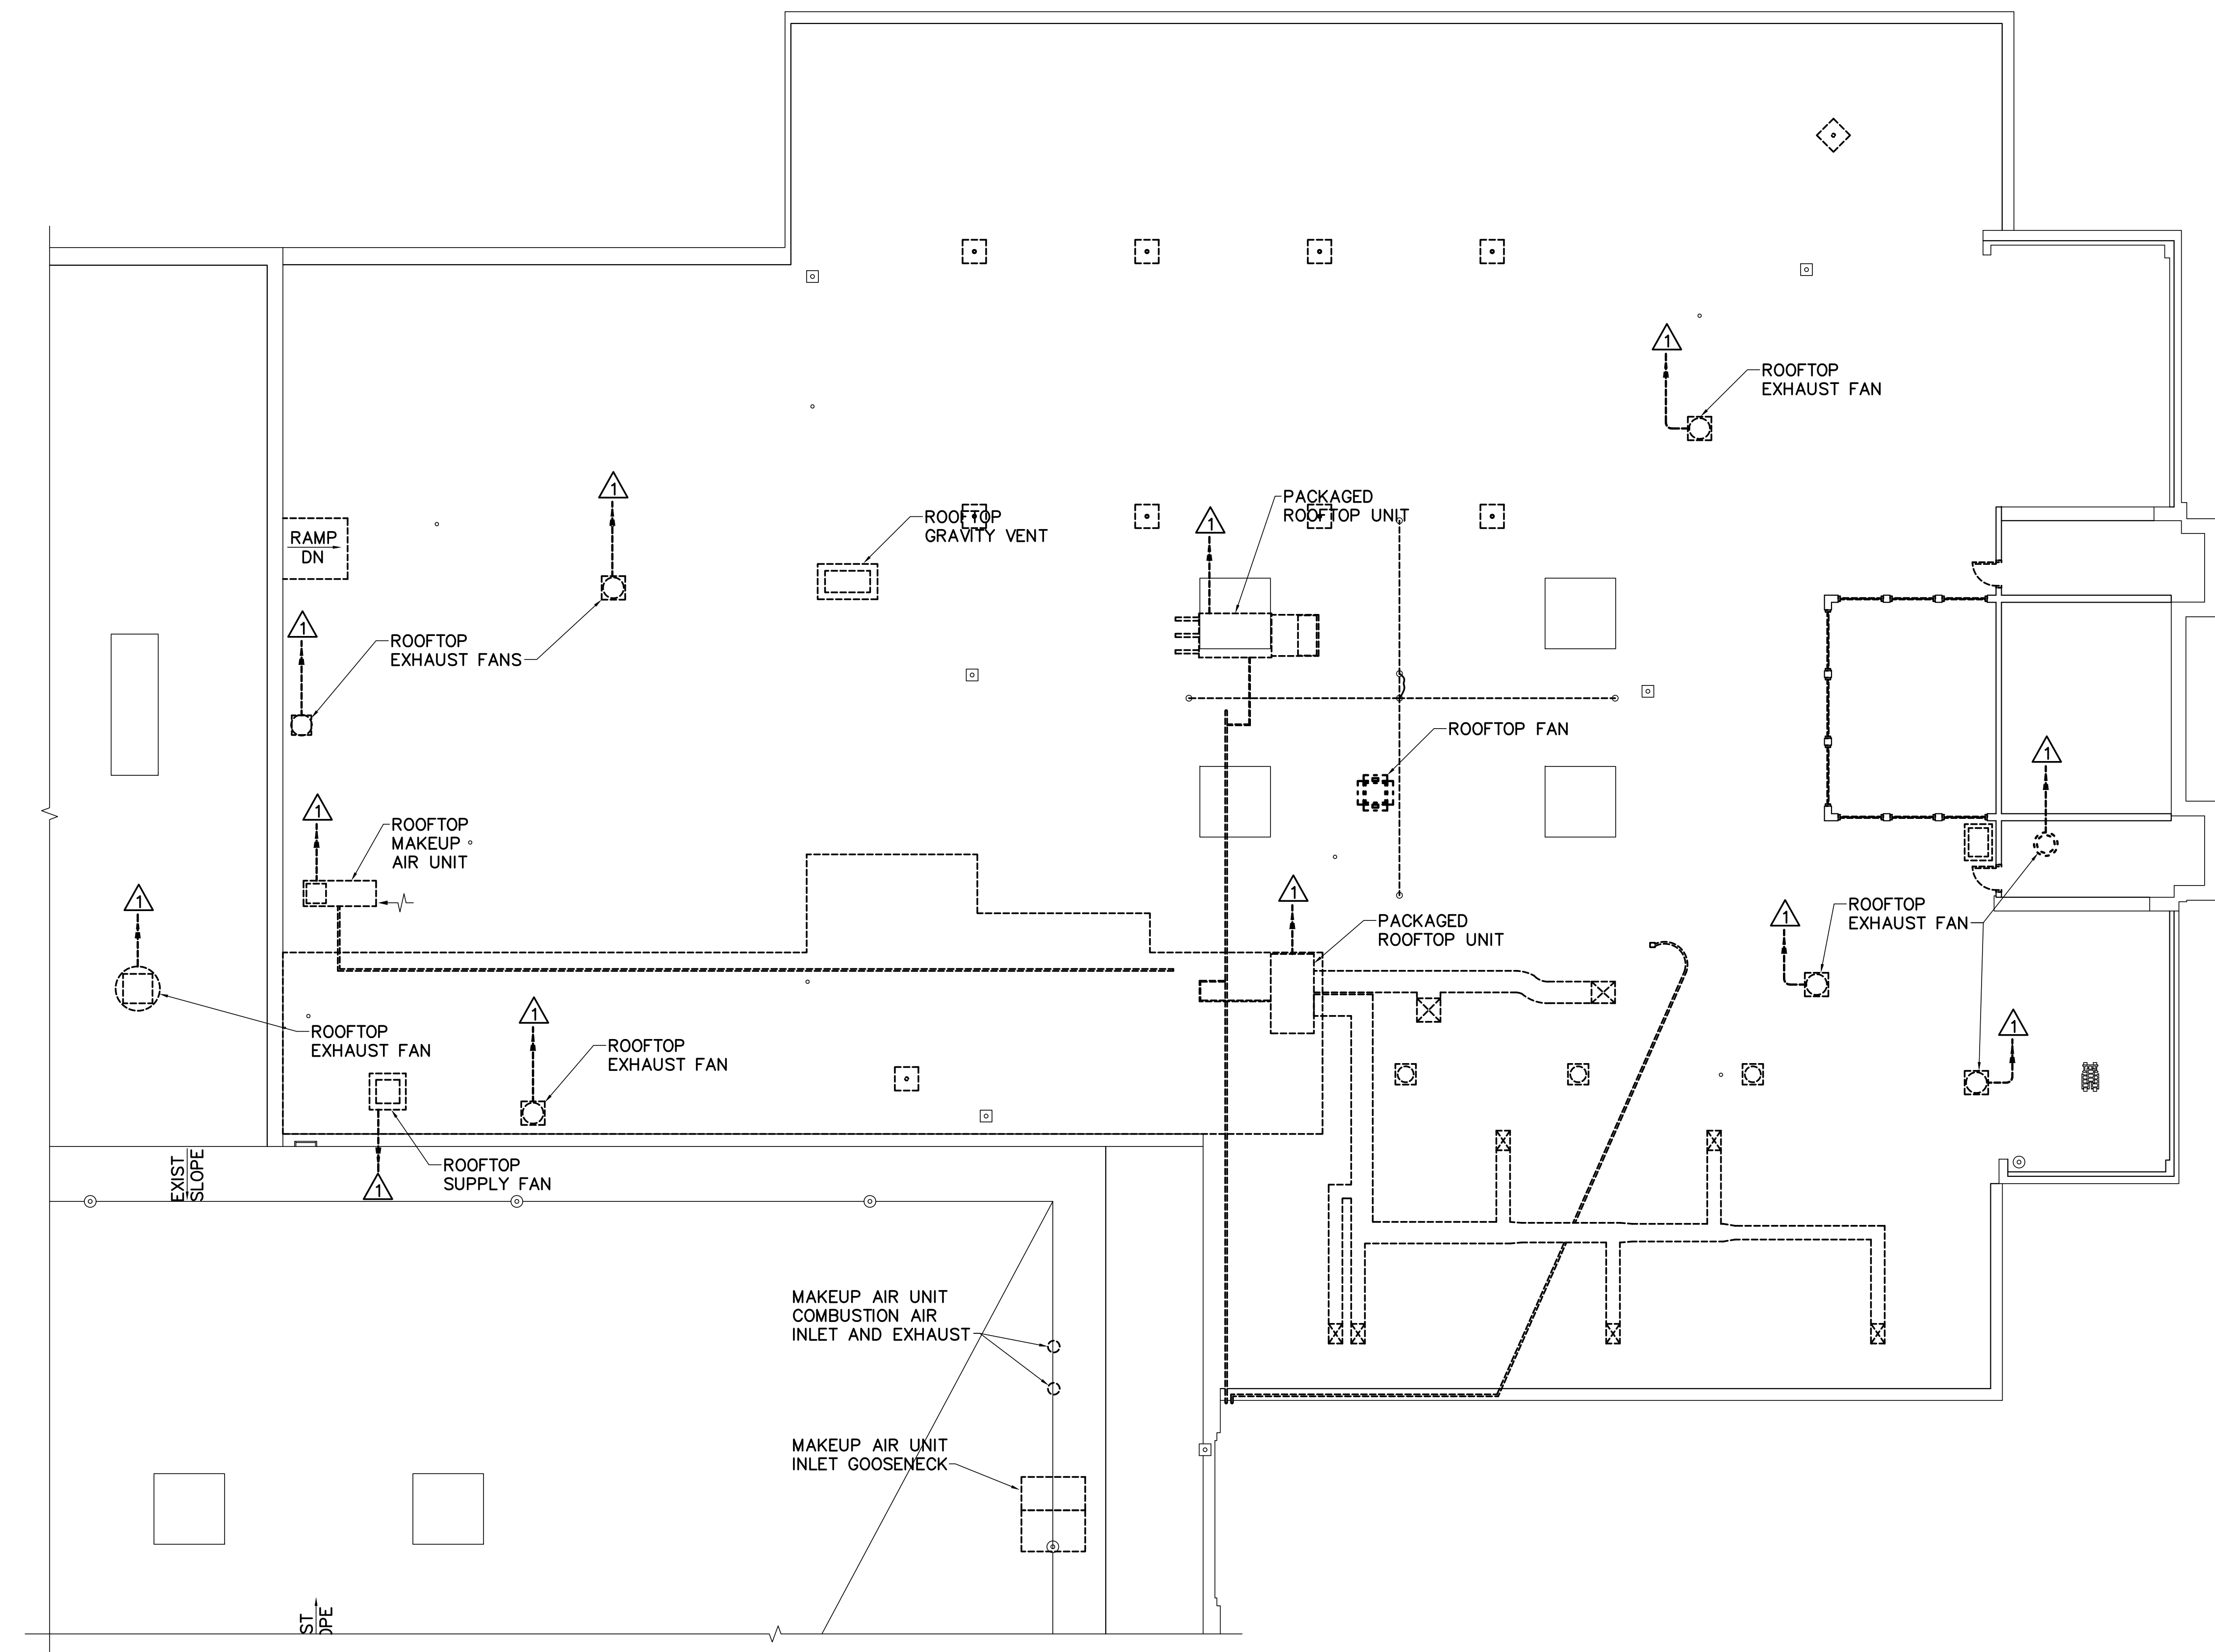 1
ROOFTOP
EXHAUST FAN
1
PACKAGED
ROOFTOP UNIT
1
ROOFTOP
GRAVITY VENT
RAMP
DN
1
ROOFTOP
EXHAUST FANS
ROOFTOP FAN
1
1
ROOFTOP
MAKEUP
AIR UNIT
1
1
PACKAGED
ROOFTOP UNIT
1
ROOFTOP
EXHAUST FAN
1
1
ROOFTOP
EXHAUST FAN
ROOFTOP
EXHAUST FAN
ROOFTOP
SUPPLY FAN
1
EXIST
SLOPE
MAKEUP AIR UNIT
COMBUSTION AIR
INLET AND EXHAUST
MAKEUP AIR UNIT
INLET GOOSENECK
ST
OPE